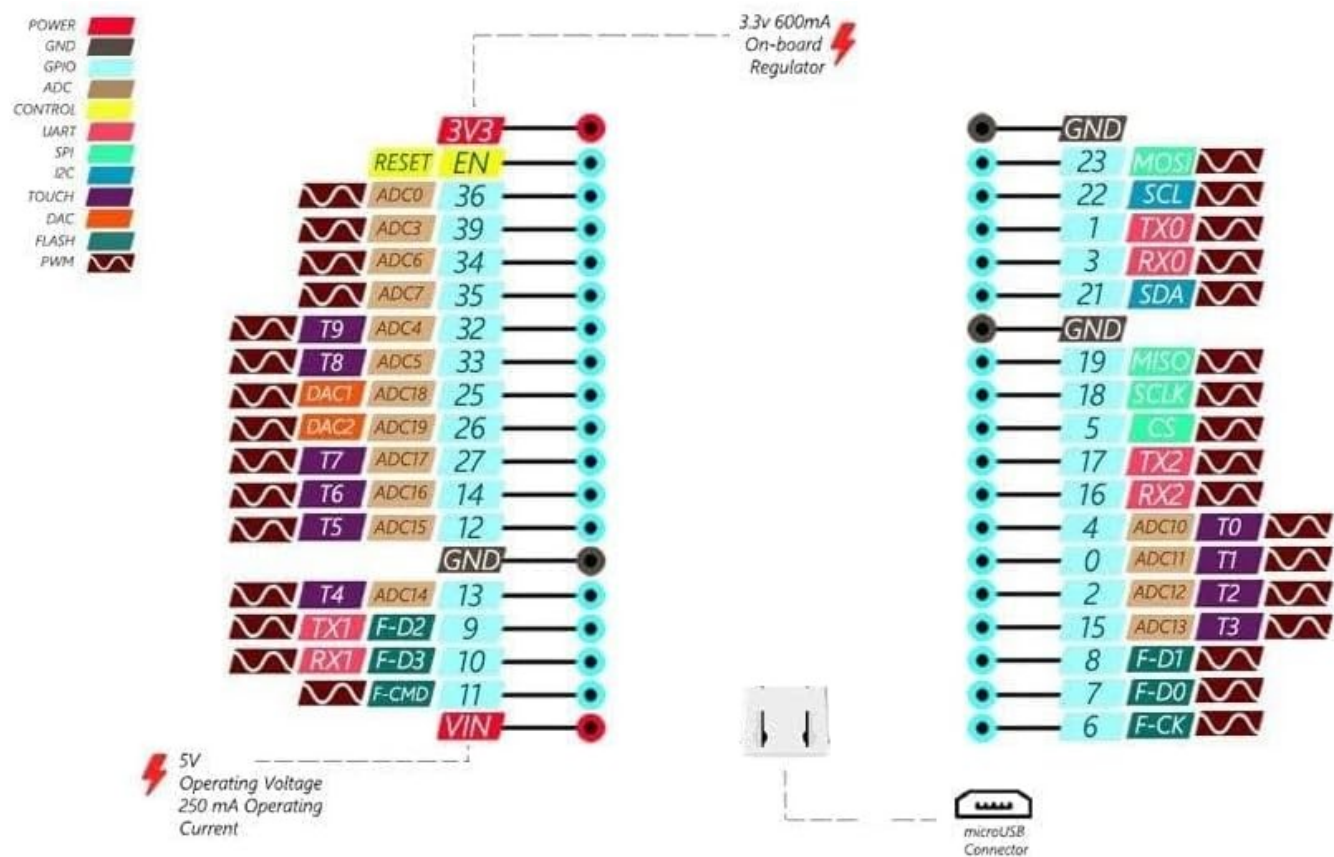 POWER
GND
GPIO
ADC
CONTROL
UART
SPI
I2C
TOUCH
DAC
FLASH
PWM
3.3v 600mA
On-board
Regulator
3V3
RESET EN
ADC0 36
ADC3 39
ADC6 34
ADC7 35
T9 ADC4 32
T8 ADC5 33
DAC1 ADC18 25
DAC2 ADC19 26
T7 ADC17 27
T6 ADC16 14
T5 ADC15 12
GND
T4 ADC14 13
TX1 F-D2 9
RX1 F-D3 10
F-CMD 11
VIN
5V
Operating Voltage
250 mA Operating
Current
GND
23 MOSI
22 SCL
1 TX0
3 RX0
21 SDA
GND
19 MISO
18 SCLK
5 CS
17 TX2
16 RX2
4 ADC10 T0
0 ADC11 T1
2 ADC12 T2
15 ADC13 T3
8 F-D1
7 F-D0
6 F-CK
microUSB
Connector